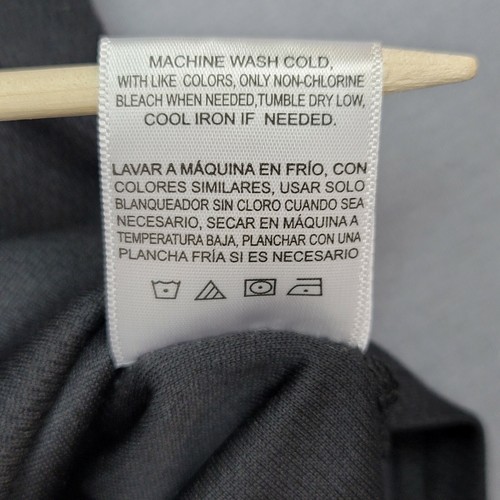 MACHINE WASH COLD,
WITH LIKE COLORS, ONLY NON-CHLORINE
BLEACH WHEN NEEDED,TUMBLE DRY LOW,
COOL IRON IF NEEDED.
LAVAR A MÁQUINA EN FRÍO, CON
COLORES SIMILARES, USAR SOLO
BLANQUEADOR SIN CLORO CUANDO SEA
NECESARIO, SECAR EN MÁQUINA A
TEMPERATURA BAJA, PLANCHAR CON UNA
PLANCHA FRÍA SI ES NECESARIO